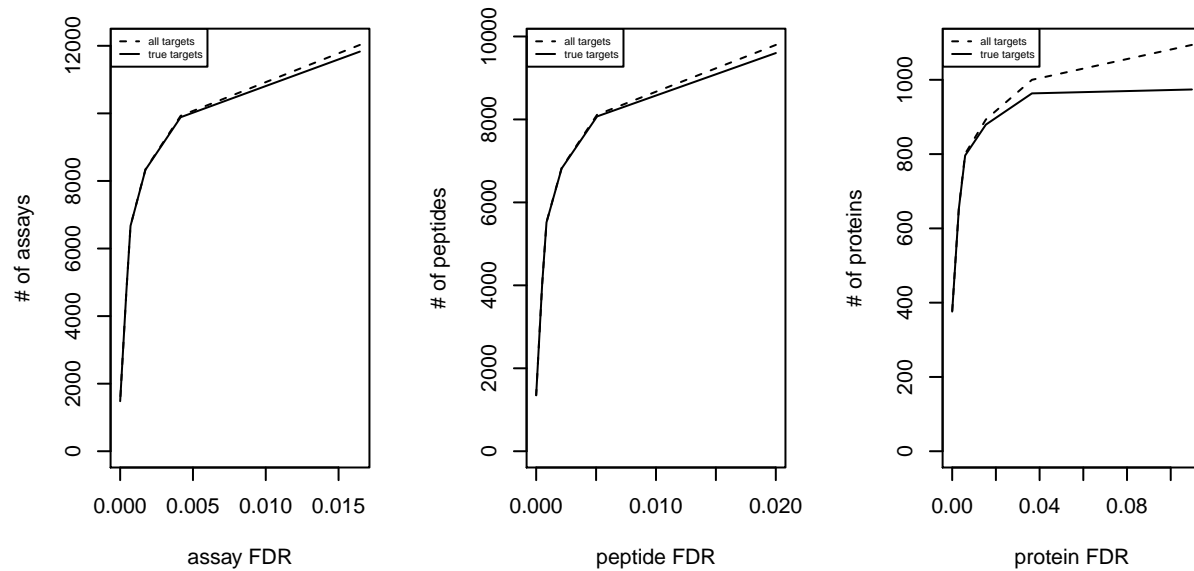 all targets
true targets
# of assays
12000
8000
6000
4000
2000
0
0.000
0.005
0.010
0.015
assay FDR
all targets
true targets
# of peptides
10000
8000
6000
4000
2000
0
0.000
0.010
0.020
peptide FDR
all targets
true targets
# of proteins
1000
800
600
400
200
0
0.00
0.04
0.08
protein FDR